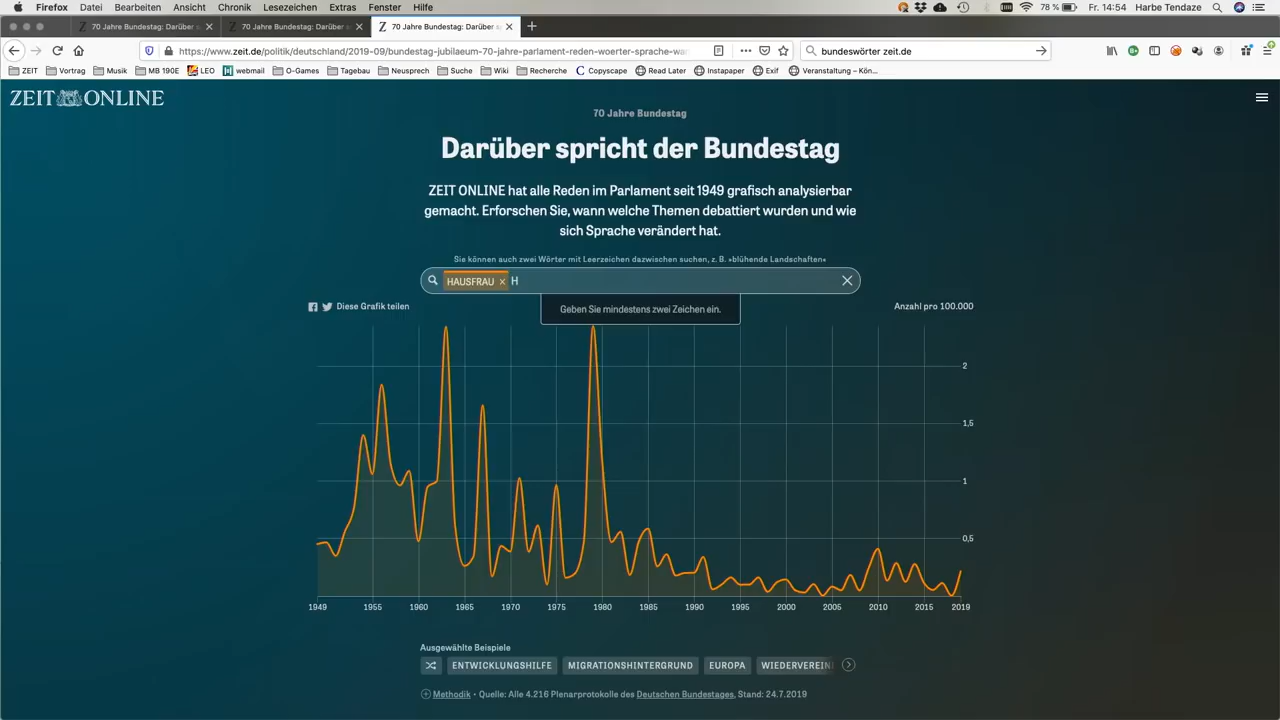 Firefox Datei Bearbeiten Ansicht Chronik Lesezeichen Extras Fenster Hilfe 78 % Fr. 14:54 Harbe Tendaze
70 Jahre Bundestag: Darüber s 70 Jahre Bundestag: Darüber s 70 Jahre Bundestag: Darüber s
https://www.zeit.de/politik/deutschland/2019-09/bundestag-jubilaeum-70-jahre-parlament-reden-woerter-sprache-wan bundeswörter zeit.de
ZEIT Vortrag Musik MB 190E LEO webmail O-Games Tagebau Neusprech Suche Wiki Recherche Copyscape Read Later Instapaper Exif Veranstaltung – Kön...
ZEIT ONLINE
70 Jahre Bundestag
Darüber spricht der Bundestag
ZEIT ONLINE hat alle Reden im Parlament seit 1949 grafisch analysierbar
gemacht. Erforschen Sie, wann welche Themen debattiert wurden und wie
sich Sprache verändert hat.
Sie können auch zwei Wörter mit Leerzeichen dazwischen suchen, z. B. »blühende Landschaften«
HAUSFRAU × H
Diese Grafik teilen Geben Sie mindestens zwei Zeichen ein. Anzahl pro 100.000
2
1,5
1
0,5
1949 1955 1960 1965 1970 1975 1980 1985 1990 1995 2000 2005 2010 2015 2019
Ausgewählte Beispiele
ENTWICKLUNGSHILFE MIGRATIONSHINTERGRUND EUROPA WIEDERVEREINI
Methodik • Quelle: Alle 4.216 Plenarprotokolle des Deutschen Bundestages, Stand: 24.7.2019